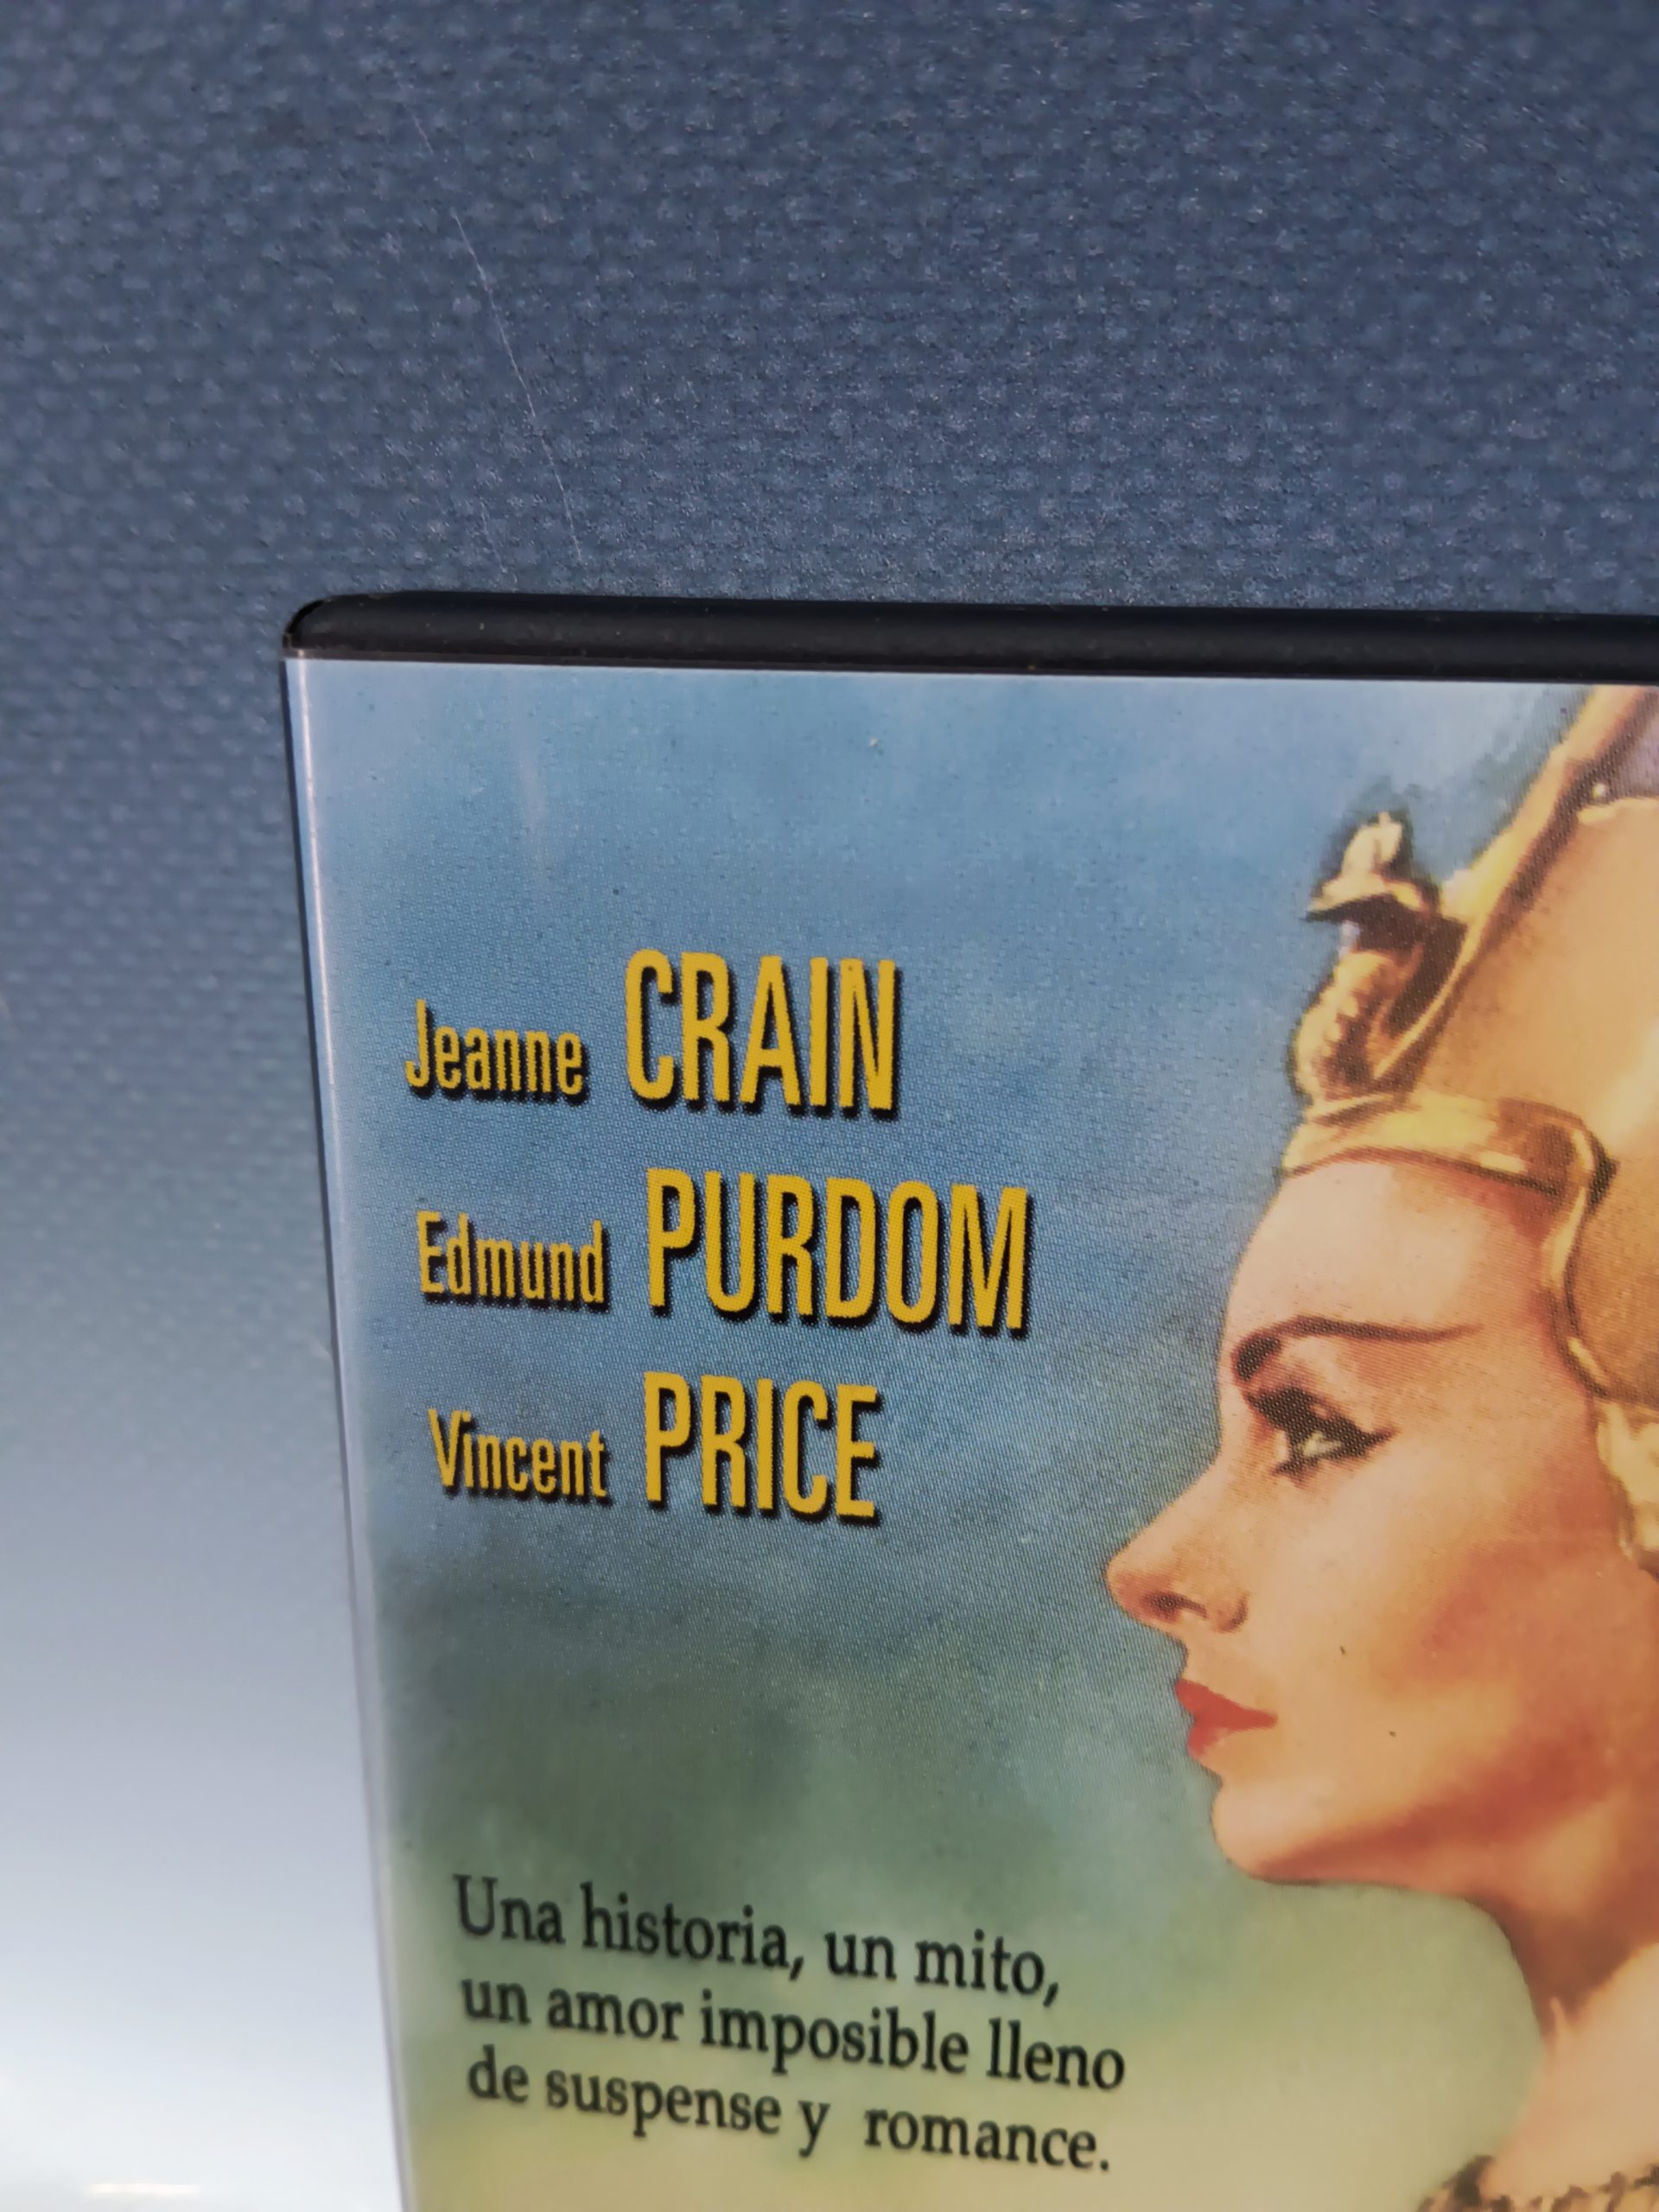 Jeanne CRAIN
Edmund PURDOM
Vincent PRICE
Una historia, un mito,
un amor imposible lleno
de suspense y romance.